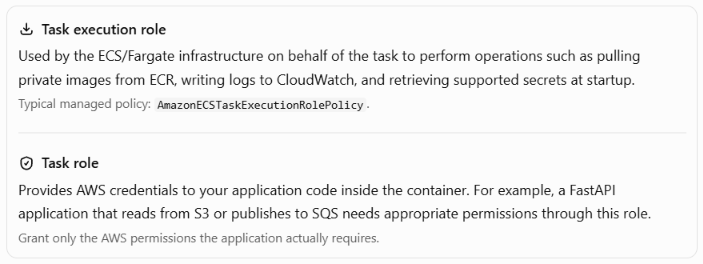 Task execution role
Used by the ECS/Fargate infrastructure on behalf of the task to perform operations such as pulling
private images from ECR, writing logs to CloudWatch, and retrieving supported secrets at startup.
Typical managed policy: AmazonECSTaskExecutionRolePolicy.
Task role
Provides AWS credentials to your application code inside the container. For example, a FastAPI
application that reads from S3 or publishes to SQS needs appropriate permissions through this role.
Grant only the AWS permissions the application actually requires.